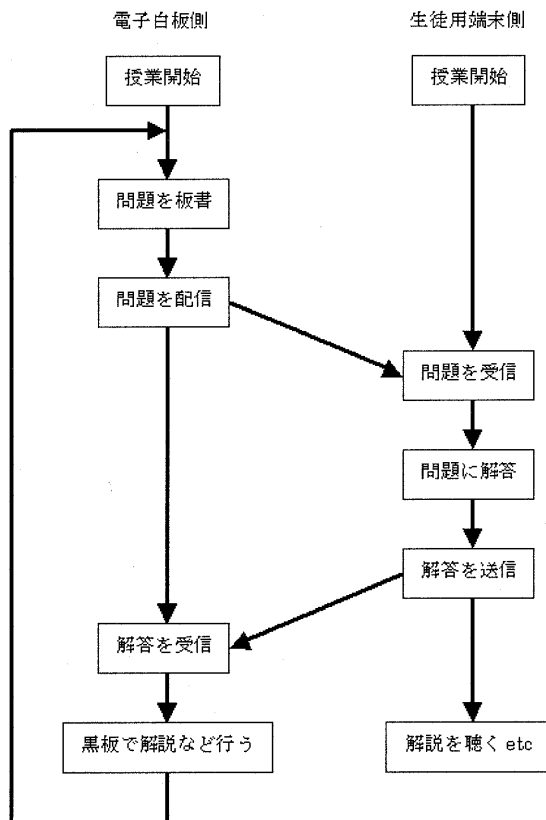 電子白板側
生徒用端末側
授業開始
授業開始
問題を板書
問題を配信
問題を受信
問題に解答
解答を送信
解答を受信
黒板で解説など行う
解説を聴く etc